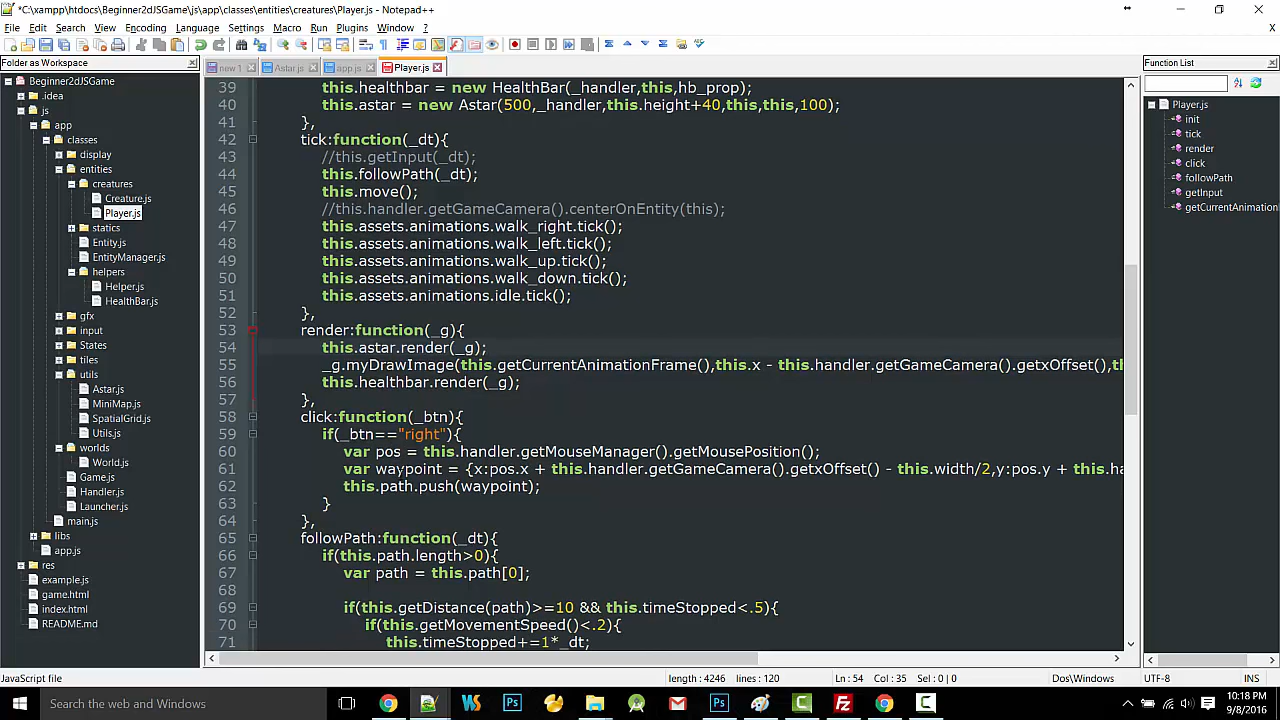 *C:\xampp\htdocs\Beginner2dJSGame\js\app\classes\entities\creatures\Player.js - Notepad++
File Edit Search View Encoding Language Settings Macro Run Plugins Window ?
X
Folder as Workspace
new 1 Astar.js app.js Player.js
Function List
Beginner2dJSGame
.idea
js
app
classes
display
entities
creatures
Creature.js
Player.js
statics
Entity.js
EntityManager.js
helpers
Helper.js
HealthBar.js
gfx
input
States
tiles
utils
Astar.js
MiniMap.js
SpatialGrid.js
Utils.js
worlds
World.js
Game.js
Handler.js
Launcher.js
main.js
libs
app.js
res
example.js
game.html
index.html
README.md
39 this.healthbar = new HealthBar(_handler,this,hb_prop);
40 this.astar = new Astar(500,_handler,this.height+40,this,this,100);
41 },
42 tick:function(_dt){
43 //this.getInput(_dt);
44 this.followPath(_dt);
45 this.move();
46 //this.handler.getGameCamera().centerOnEntity(this);
47 this.assets.animations.walk_right.tick();
48 this.assets.animations.walk_left.tick();
49 this.assets.animations.walk_up.tick();
50 this.assets.animations.walk_down.tick();
51 this.assets.animations.idle.tick();
52 },
53 render:function(_g){
54 this.astar.render(_g);
55 _g.myDrawImage(this.getCurrentAnimationFrame(),this.x - this.handler.getGameCamera().getxOffset(),th
56 this.healthbar.render(_g);
57 },
58 click:function(_btn){
59 if(_btn=="right"){
60 var pos = this.handler.getMouseManager().getMousePosition();
61 var waypoint = {x:pos.x + this.handler.getGameCamera().getxOffset() - this.width/2,y:pos.y + this.ha
62 this.path.push(waypoint);
63 }
64 },
65 followPath:function(_dt){
66 if(this.path.length>0){
67 var path = this.path[0];
68
69 if(this.getDistance(path)>=10 && this.timeStopped<.5){
70 if(this.getMovementSpeed()<.2){
71 this.timeStopped+=1*_dt;
Player.js
init
tick
render
click
followPath
getInput
getCurrentAnimation
JavaScript file length : 4246 lines : 120 Ln : 54 Col : 35 Sel : 0 | 0 Dos\Windows UTF-8 INS
Search the web and Windows
10:18 PM
9/8/2016